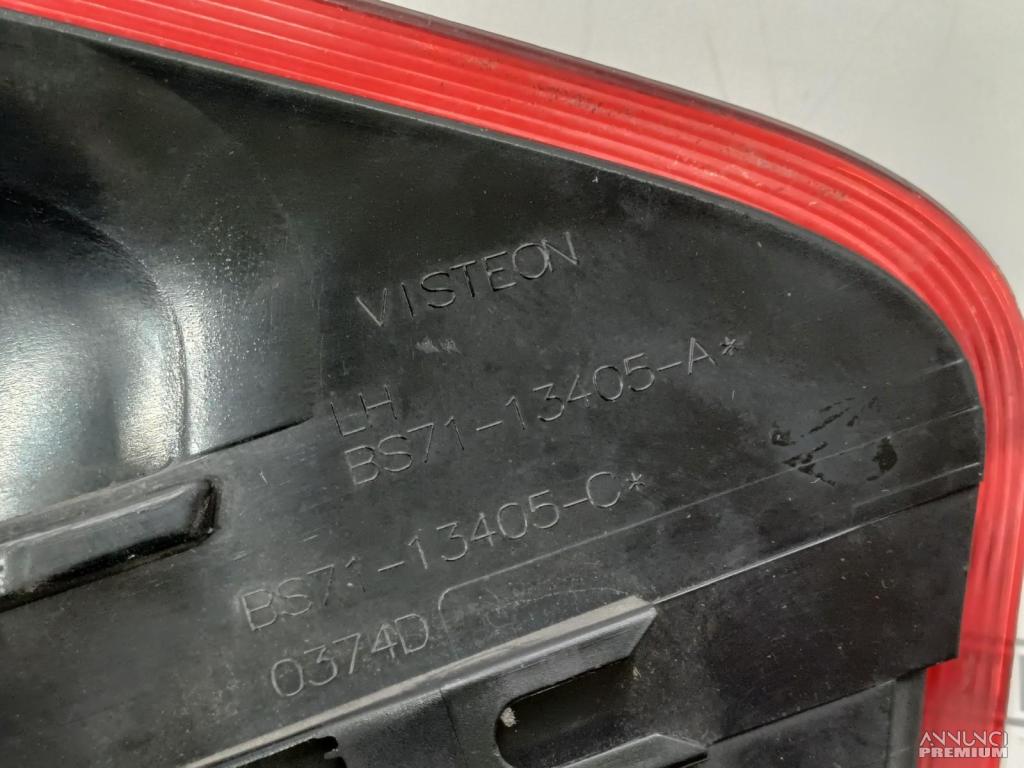 VISTEON
LH
BS71-13405-A*
BS71-13405-C*
0374D
ANNUNCI
PREMIUM